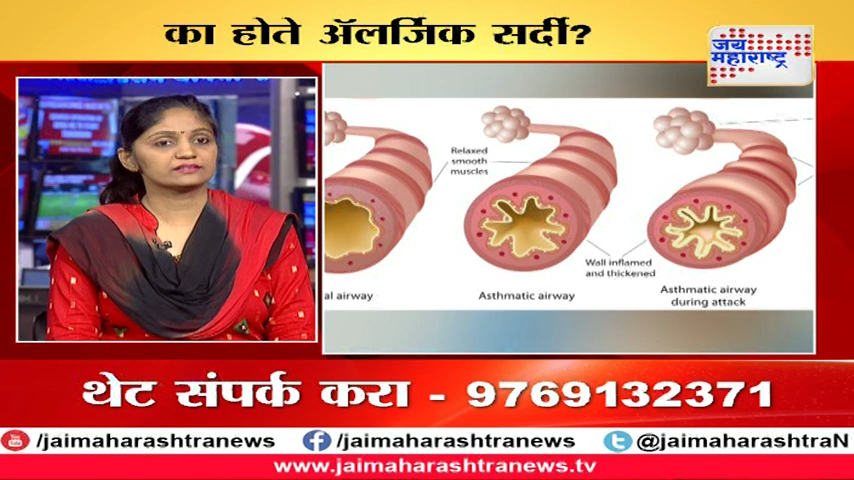 का होते ॲलर्जिक सर्दी?
जय
महाराष्ट्र
Relaxed
smooth
muscles
Wall inflamed
and thickened
al airway
Asthmatic airway
Asthmatic airway
during attack
थेट संपर्क करा - 9769132371
/jaimaharashtranews
/jaimaharashtranews
@jaimaharashtraN
www.jaimaharashtranews.tv